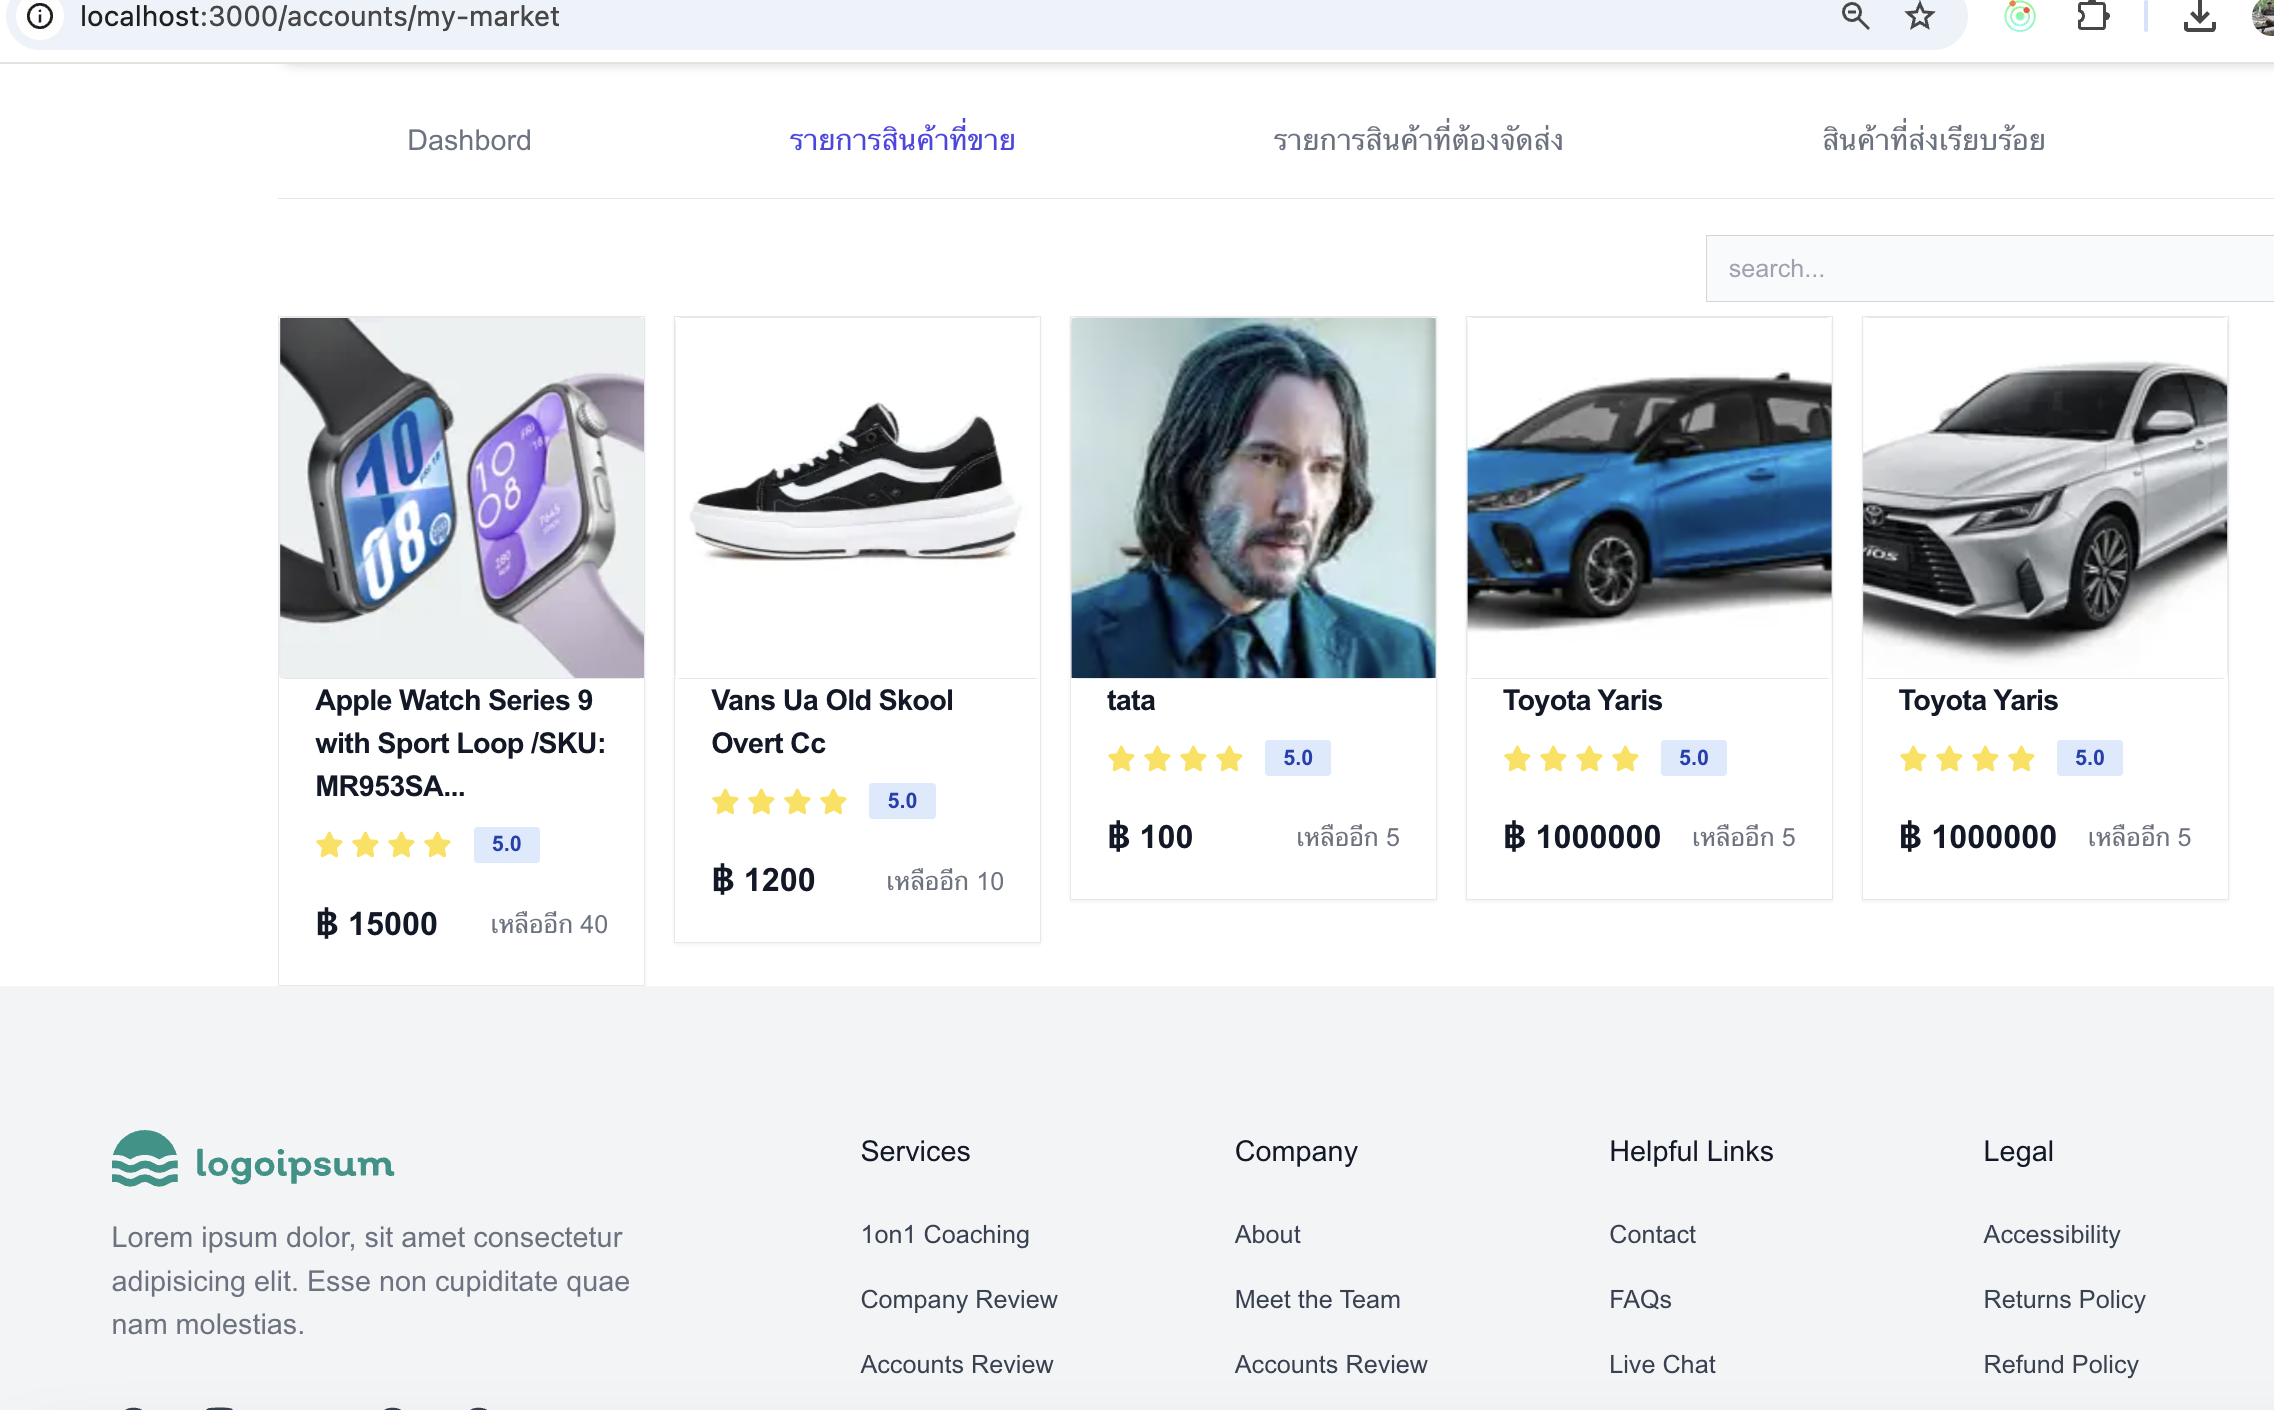 localhost:3000/accounts/my-market
Dashbord
รายการสินค้าที่ขาย
รายการสินค้าที่ต้องจัดส่ง
สินค้าที่ส่งเรียบร้อย
search...
Apple Watch Series 9
with Sport Loop /SKU:
MR953SA...
5.0
฿ 15000
เหลืออีก 40
Vans Ua Old Skool
Overt Cc
5.0
฿ 1200
เหลืออีก 10
tata
5.0
฿ 100
เหลืออีก 5
Toyota Yaris
5.0
฿ 1000000
เหลืออีก 5
Toyota Yaris
5.0
฿ 1000000
เหลืออีก 5
logoipsum
Lorem ipsum dolor, sit amet consectetur
adipisicing elit. Esse non cupiditate quae
nam molestias.
Services
1on1 Coaching
Company Review
Accounts Review
Company
About
Meet the Team
Accounts Review
Helpful Links
Contact
FAQs
Live Chat
Legal
Accessibility
Returns Policy
Refund Policy